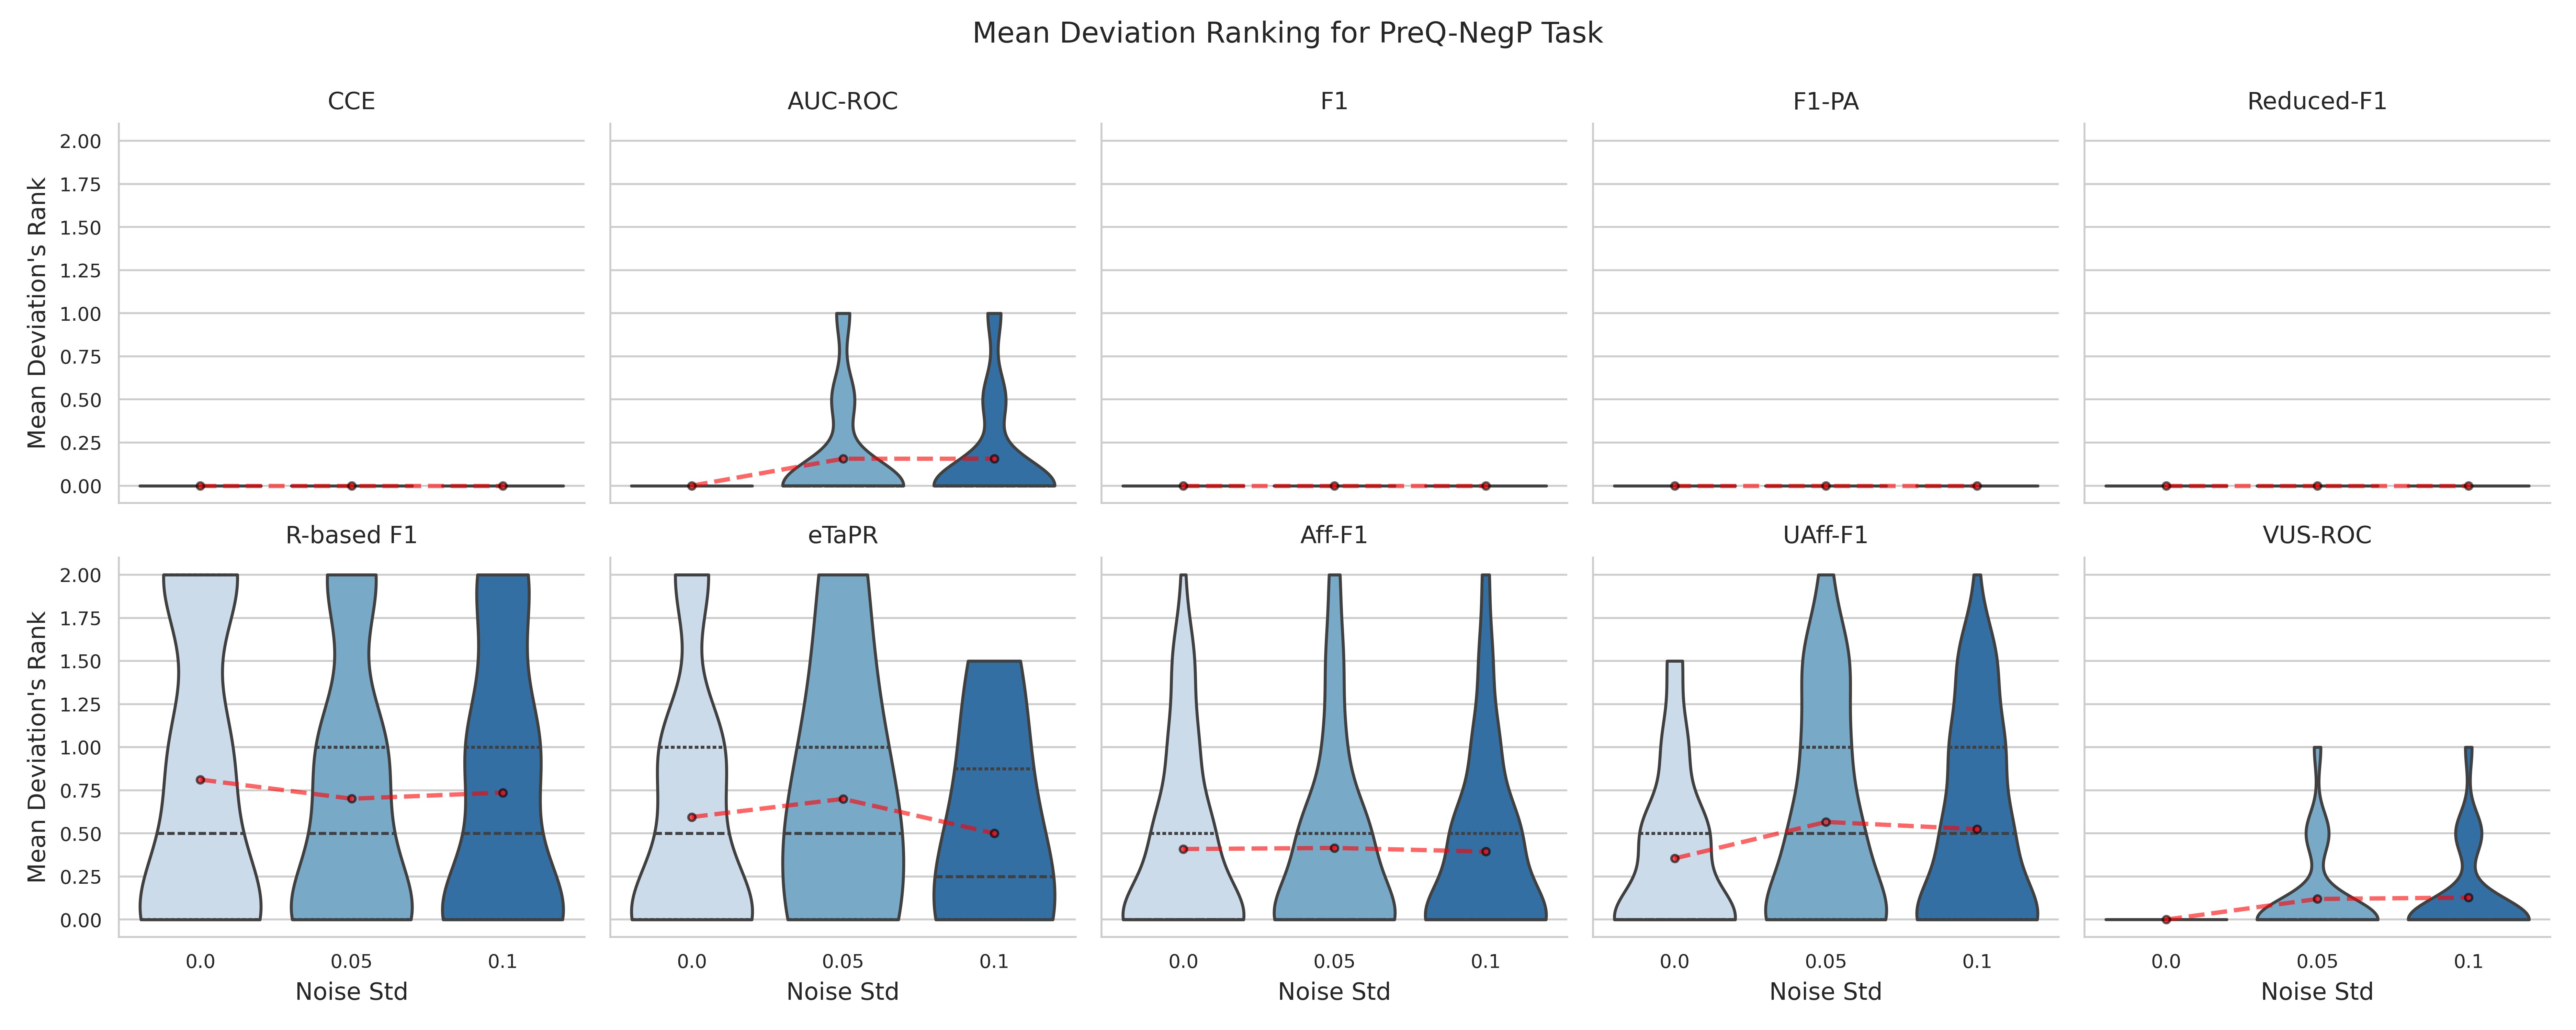 Mean Deviation Ranking for PreQ-NegP Task
CCE
AUC-ROC
F1
F1-PA
Reduced-F1
Mean Deviation's Rank
2.00
1.75
1.50
1.25
1.00
0.75
0.50
0.25
0.00
R-based F1
eTaPR
Aff-F1
UAff-F1
VUS-ROC
Mean Deviation's Rank
2.00
1.75
1.50
1.25
1.00
0.75
0.50
0.25
0.00
0.0 0.05 0.1
0.0 0.05 0.1
0.0 0.05 0.1
0.0 0.05 0.1
0.0 0.05 0.1
Noise Std
Noise Std
Noise Std
Noise Std
Noise Std